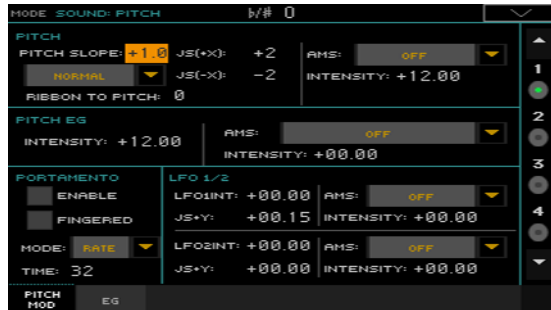 MODE SOUND: PITCH b/# 0
PITCH
PITCH SLOPE: +1.0 JS(+X): +2 AMS: OFF
NORMAL JS(-X): -2 INTENSITY: +12.00
RIBBON TO PITCH: 0
PITCH EG
INTENSITY: +12.00 AMS: OFF
INTENSITY: +00.00
PORTAMENTO LFO 1/2
ENABLE LFO1INT: +00.00 AMS: OFF
FINGERED JS+Y: +00.15 INTENSITY: +00.00
MODE: RATE LFO2INT: +00.00 AMS: OFF
TIME: 32 JS+Y: +00.00 INTENSITY: +00.00
PITCH MOD EG
1
2
3
4